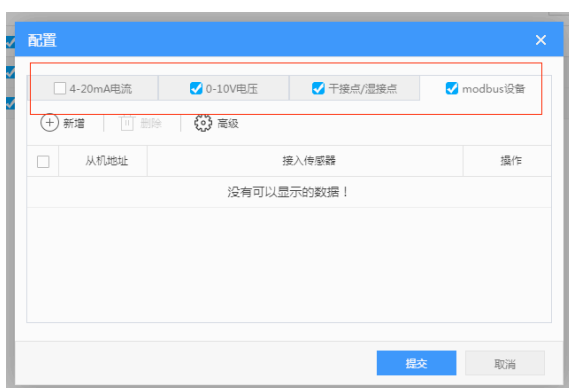 配置
4-20mA电流 0-10V电压 干接点/湿接点 modbus设备
新增 删除 高级
从机地址 接入传感器 操作
没有可以显示的数据！
提交 取消